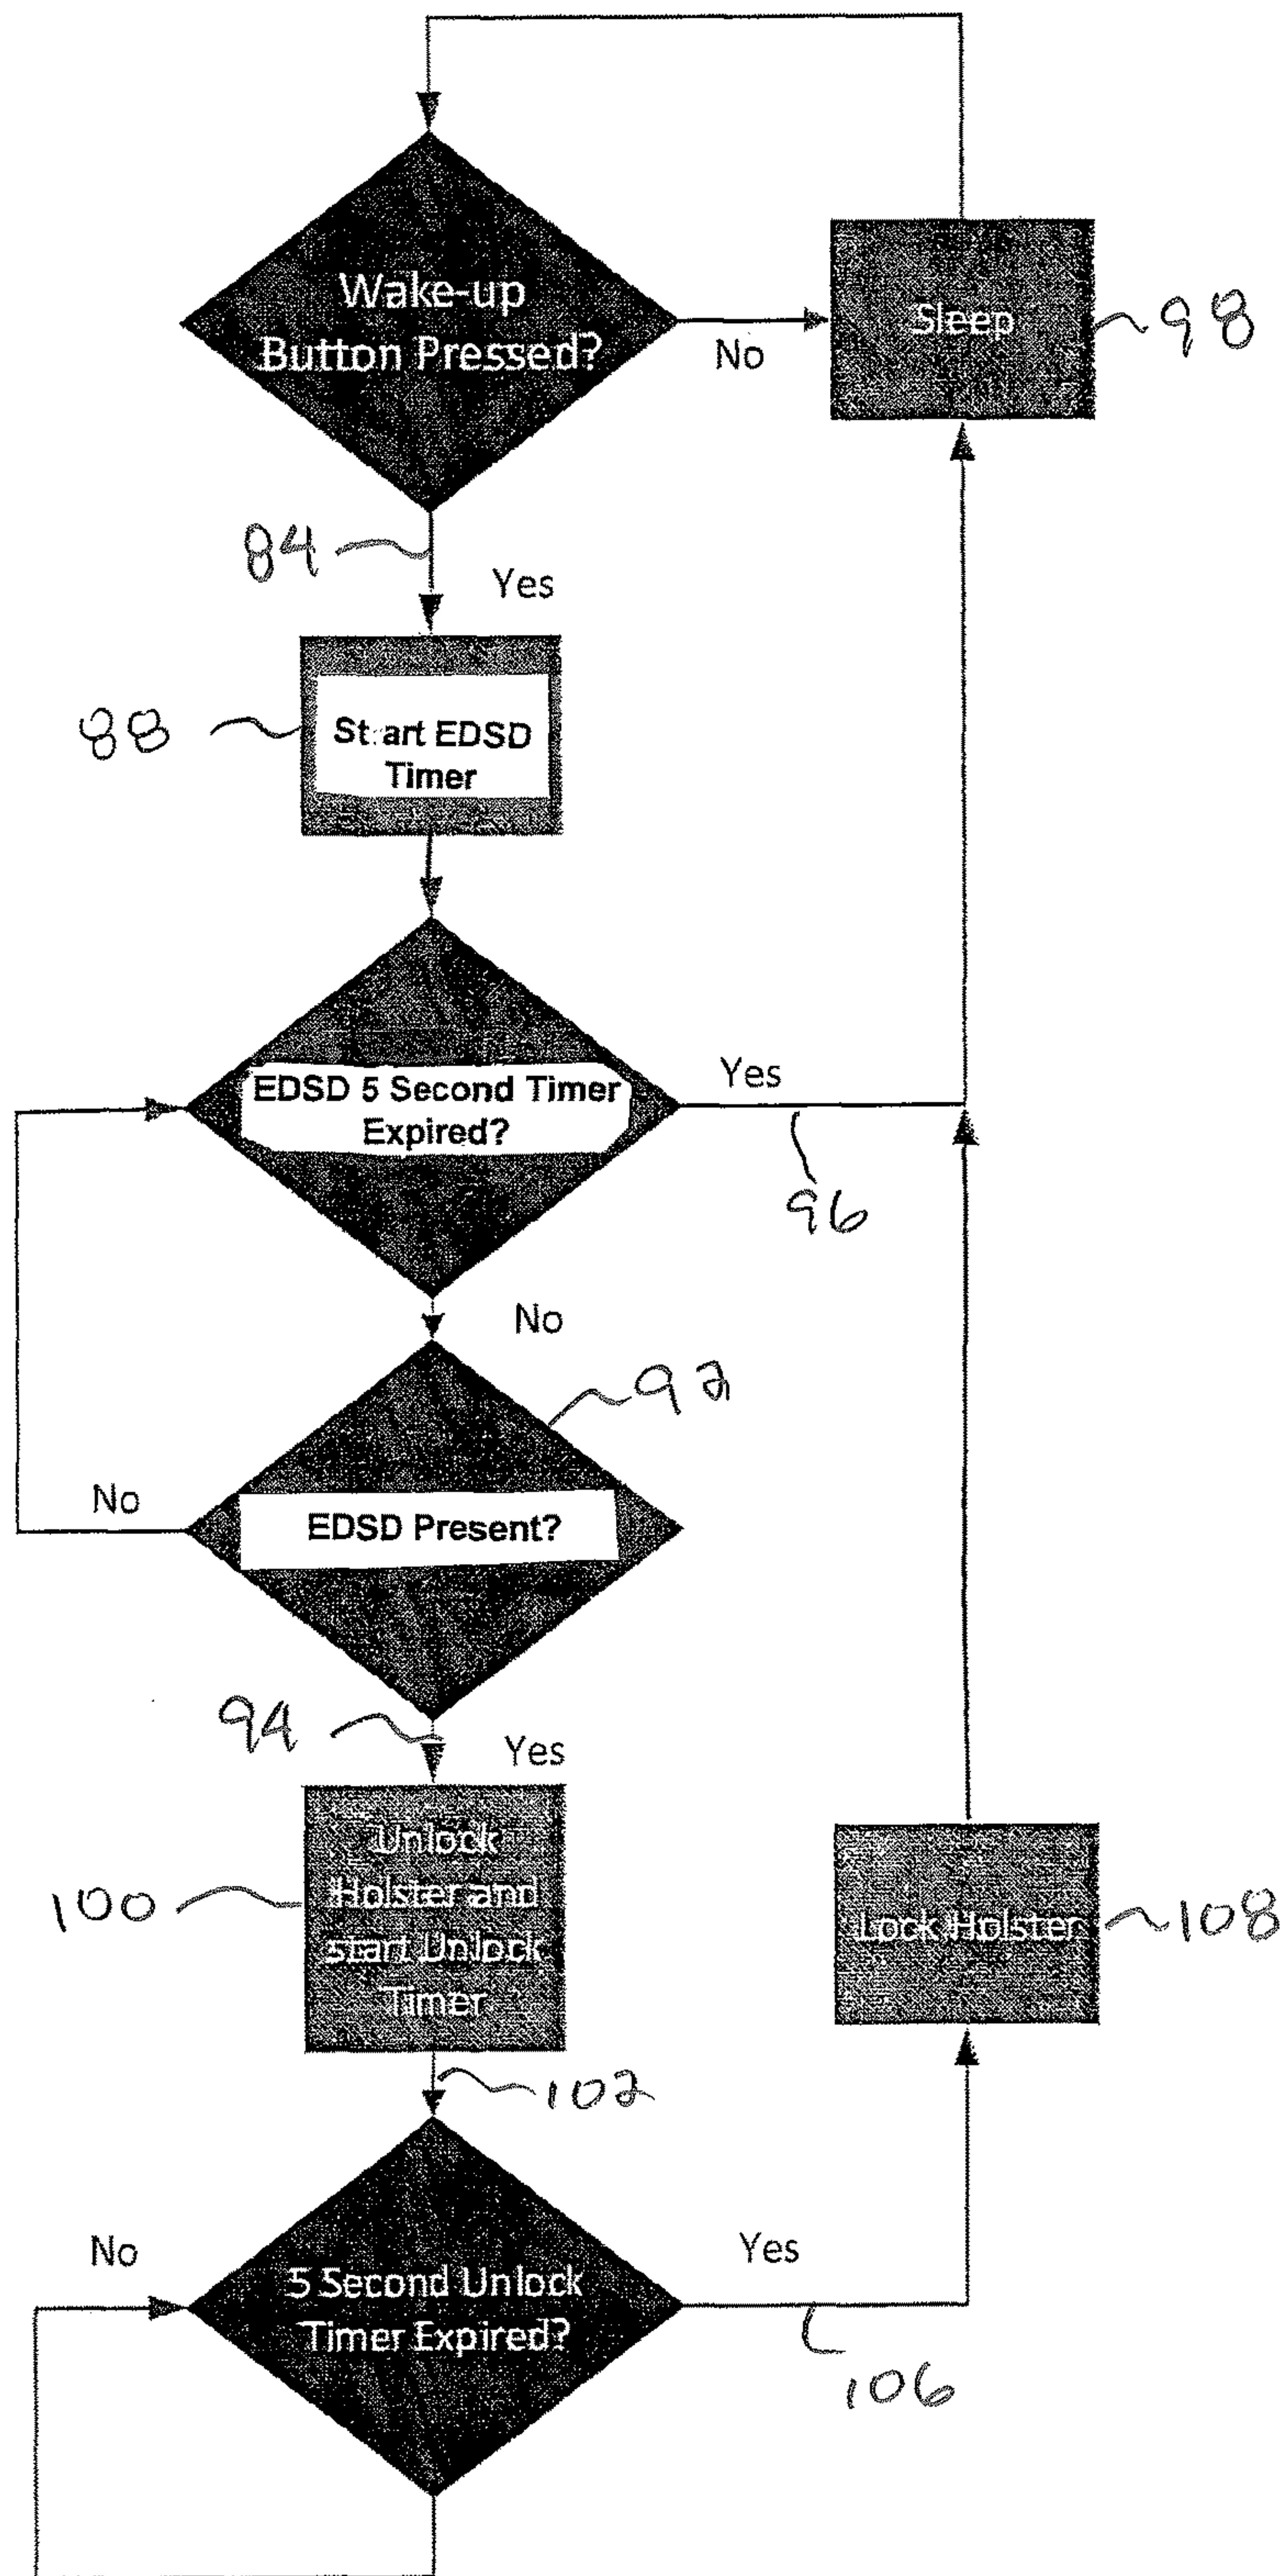 Wake-up
Button Pressed?
No
Sleep
98
84
Yes
88
Start EDSD
Timer
EDSD 5 Second Timer
Expired?
Yes
96
No
92
No
EDSD Present?
94
Yes
100
Unlock
Holster and
start Unlock
Timer
Lock Holster
108
102
No
Yes
5 Second Unlock
Timer Expired?
106